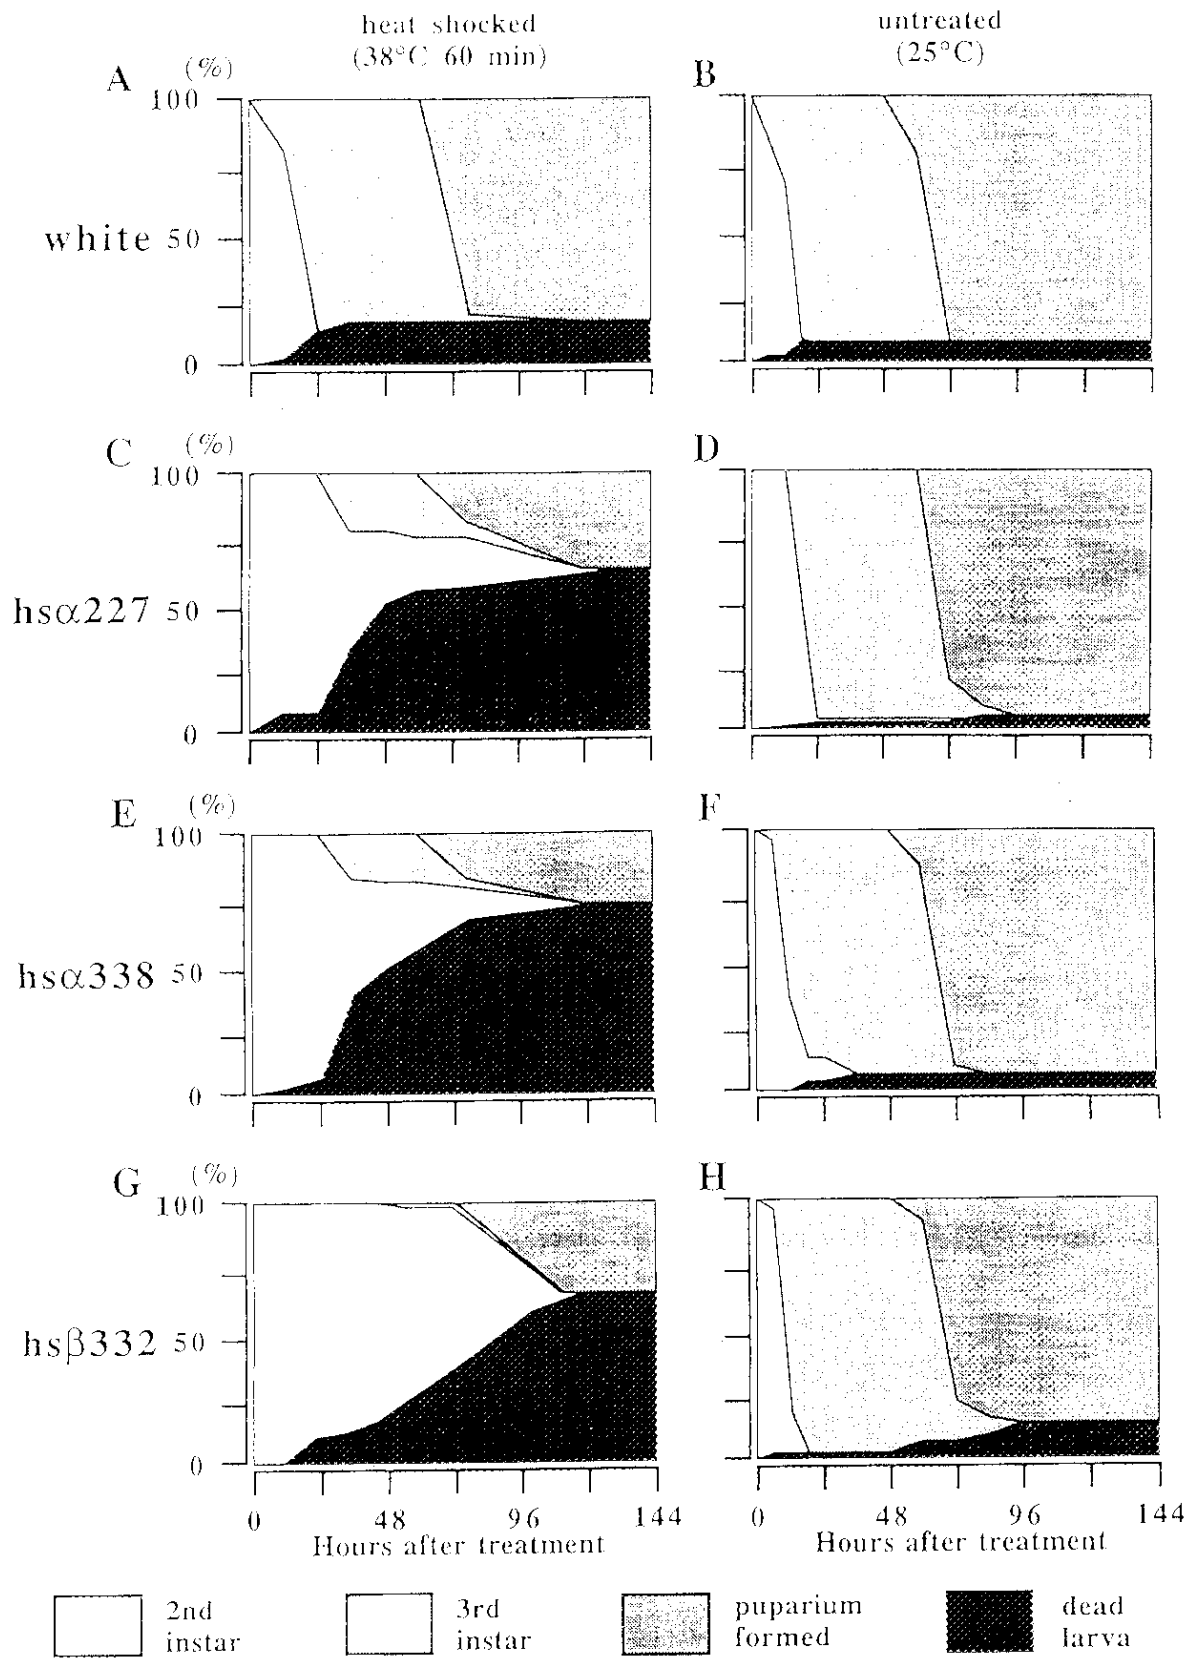 heat shocked
(38°C 60 min)
untreated
(25°C)
A (%)
B
100
white 50
0
C (%)
D
100
hsα227 50
0
E (%)
F
100
hsα338 50
0
G (%)
H
100
hsβ332 50
0
0 48 96 144
0 48 96 144
Hours after treatment
Hours after treatment
2nd
instar
3rd
instar
puparium
formed
dead
larva